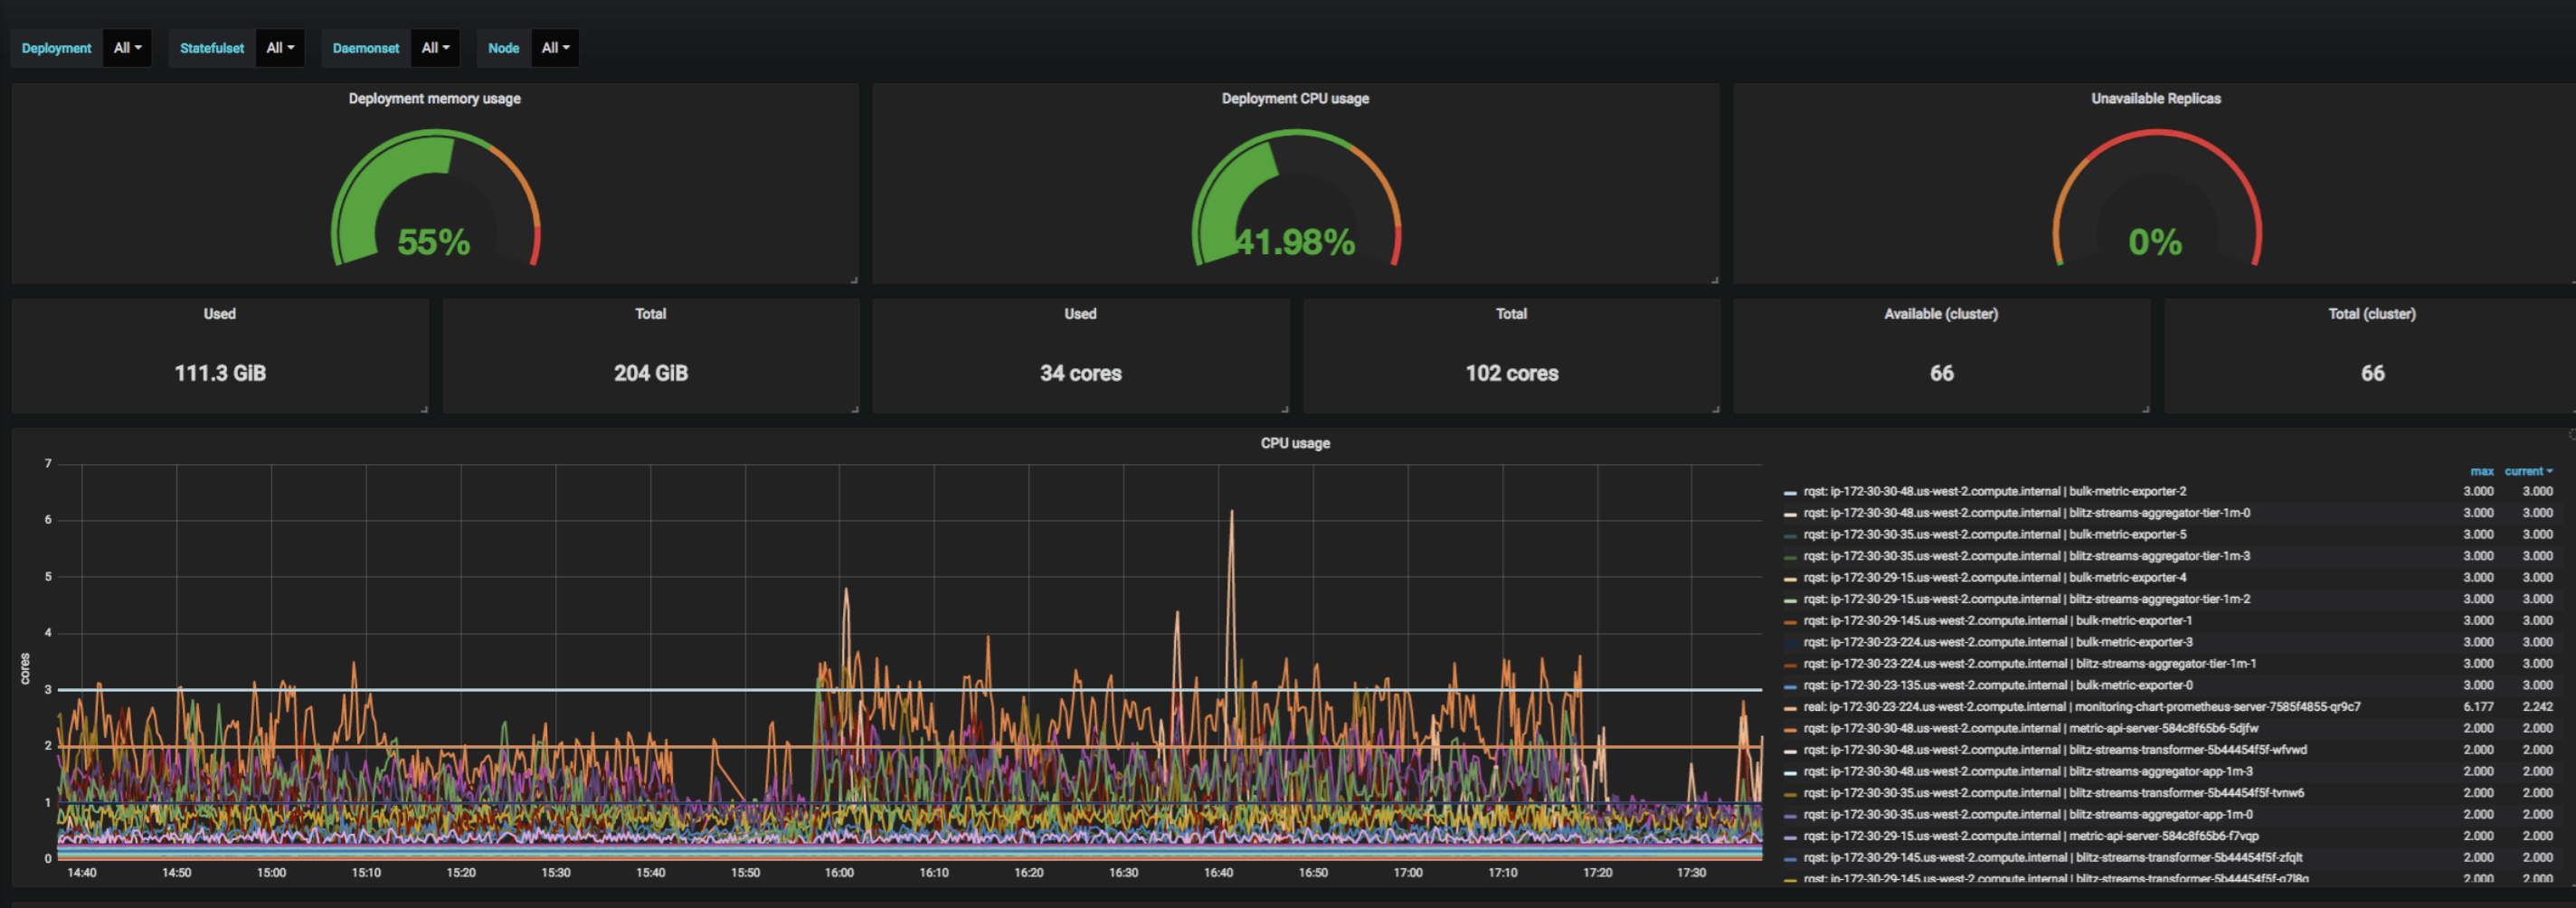 Deployment All Statefulset All Daemonset All Node All
Deployment memory usage
55%
Deployment CPU usage
41.98%
Unavailable Replicas
0%
Used
111.3 GiB
Total
204 GiB
Used
34 cores
Total
102 cores
Available (cluster)
66
Total (cluster)
66
CPU usage
7
6
5
4
3
2
1
0
cores
14:40 14:50 15:00 15:10 15:20 15:30 15:40 15:50 16:00 16:10 16:20 16:30 16:40 16:50 17:00 17:10 17:20 17:30
max current
rqst: ip-172-30-30-48.us-west-2.compute.internal | bulk-metric-exporter-2 3.000 3.000
rqst: ip-172-30-30-48.us-west-2.compute.internal | blitz-streams-aggregator-tier-1m-0 3.000 3.000
rqst: ip-172-30-30-35.us-west-2.compute.internal | bulk-metric-exporter-5 3.000 3.000
rqst: ip-172-30-30-35.us-west-2.compute.internal | blitz-streams-aggregator-tier-1m-3 3.000 3.000
rqst: ip-172-30-29-15.us-west-2.compute.internal | bulk-metric-exporter-4 3.000 3.000
rqst: ip-172-30-29-15.us-west-2.compute.internal | blitz-streams-aggregator-tier-1m-2 3.000 3.000
rqst: ip-172-30-29-145.us-west-2.compute.internal | bulk-metric-exporter-1 3.000 3.000
rqst: ip-172-30-23-224.us-west-2.compute.internal | bulk-metric-exporter-3 3.000 3.000
rqst: ip-172-30-23-224.us-west-2.compute.internal | blitz-streams-aggregator-tier-1m-1 3.000 3.000
rqst: ip-172-30-23-135.us-west-2.compute.internal | bulk-metric-exporter-0 3.000 3.000
real: ip-172-30-23-224.us-west-2.compute.internal | monitoring-chart-prometheus-server-7585f4855-qr9c7 6.177 2.242
rqst: ip-172-30-30-48.us-west-2.compute.internal | metric-api-server-584c8f65b6-5djfw 2.000 2.000
rqst: ip-172-30-30-48.us-west-2.compute.internal | blitz-streams-transformer-5b44454f5f-wfvwd 2.000 2.000
rqst: ip-172-30-30-48.us-west-2.compute.internal | blitz-streams-aggregator-app-1m-3 2.000 2.000
rqst: ip-172-30-30-35.us-west-2.compute.internal | blitz-streams-transformer-5b44454f5f-tvnw6 2.000 2.000
rqst: ip-172-30-30-35.us-west-2.compute.internal | blitz-streams-aggregator-app-1m-0 2.000 2.000
rqst: ip-172-30-29-15.us-west-2.compute.internal | metric-api-server-584c8f65b6-f7vqp 2.000 2.000
rqst: ip-172-30-29-145.us-west-2.compute.internal | blitz-streams-transformer-5b44454f5f-zfqlt 2.000 2.000
rqst: ip-172-30-29-145.us-west-2.compute.internal | 2.000 2.000